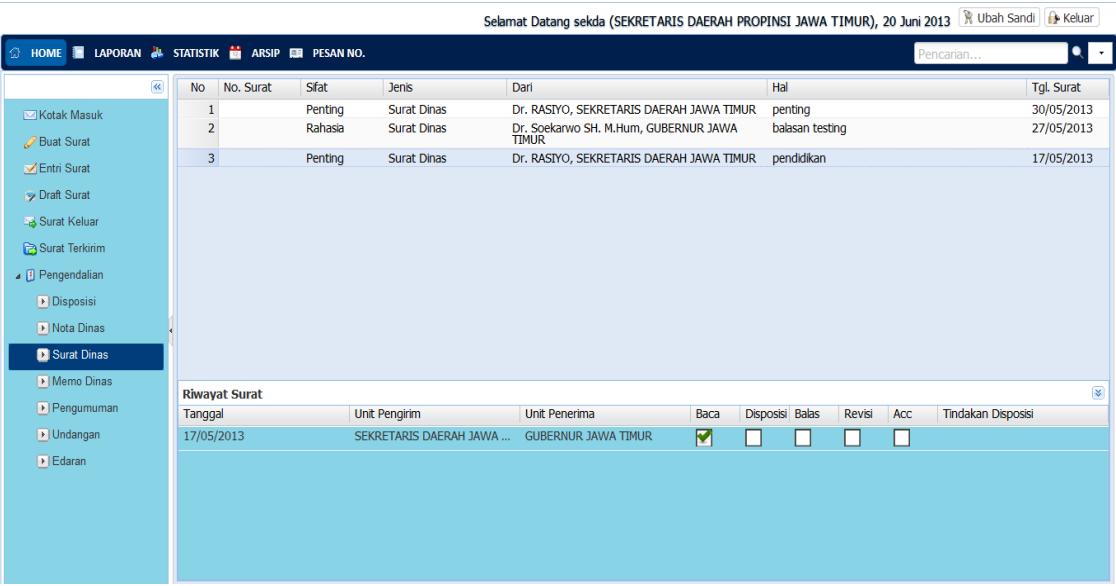 Selamat Datang sekda (SEKRETARIS DAERAH PROPINSI JAWA TIMUR), 20 Juni 2013 Ubah Sandi Keluar
HOME LAPORAN STATISTIK ARSIP PESAN NO. Pencarian...
Kotak Masuk
Buat Surat
Entri Surat
Draft Surat
Surat Keluar
Surat Terkirim
Pengendalian
Disposisi
Nota Dinas
Surat Dinas
Memo Dinas
Pengumuman
Undangan
Edaran
No No. Surat Sifat Jenis Dari Hal Tgl. Surat
1 Penting Surat Dinas Dr. RASIYO, SEKRETARIS DAERAH JAWA TIMUR penting 30/05/2013
2 Rahasia Surat Dinas Dr. Soekarwo SH. M.Hum, GUBERNUR JAWA balasan testing 27/05/2013
TIMUR
3 Penting Surat Dinas Dr. RASIYO, SEKRETARIS DAERAH JAWA TIMUR pendidikan 17/05/2013
Riwayat Surat
Tanggal Unit Pengirim Unit Penerima Baca Disposisi Balas Revisi Acc Tindakan Disposisi
17/05/2013 SEKRETARIS DAERAH JAWA ... GUBERNUR JAWA TIMUR